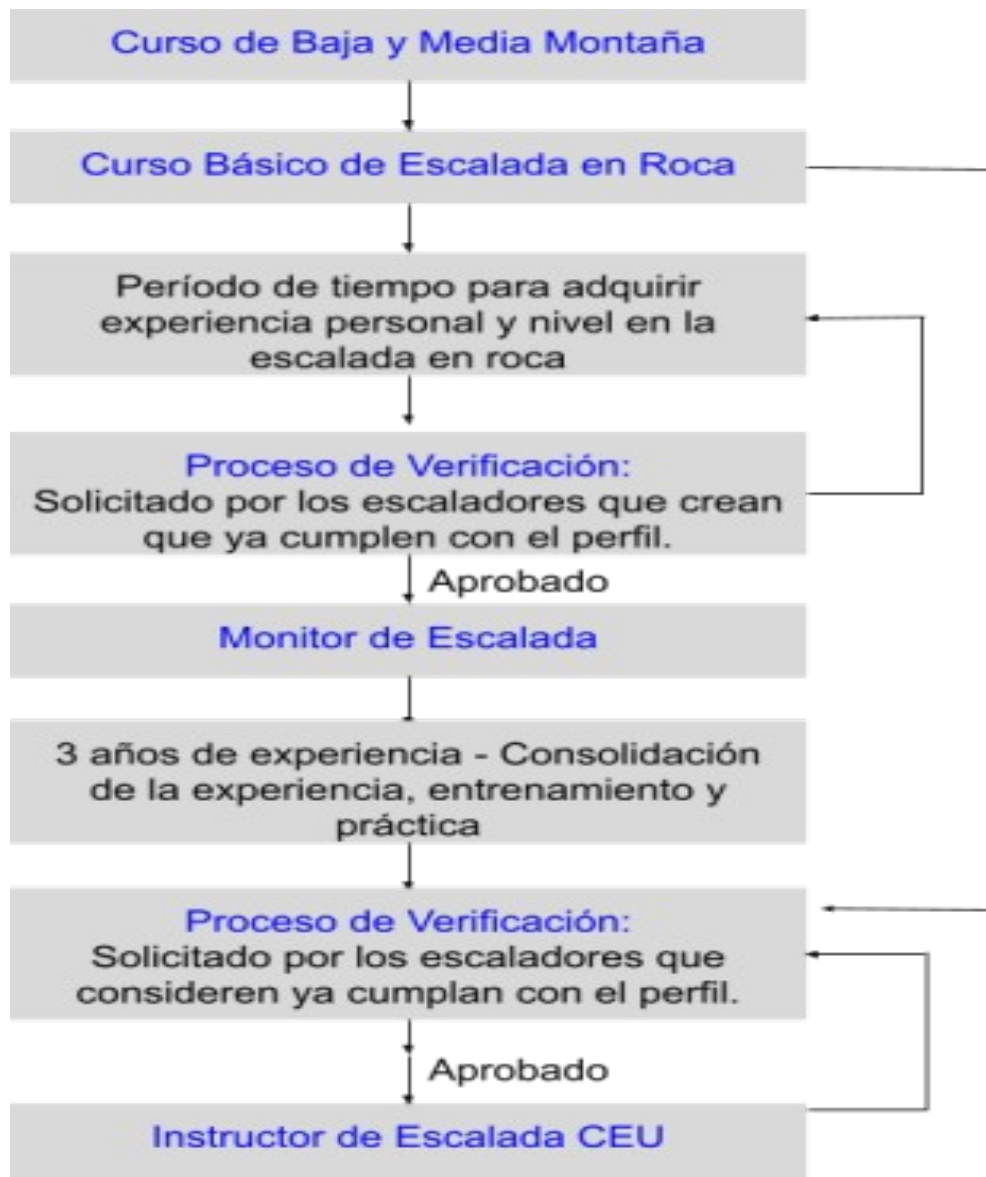 Curso de Baja y Media Montaña
Curso Básico de Escalada en Roca
Período de tiempo para adquirir
experiencia personal y nivel en la
escalada en roca
Proceso de Verificación:
Solicitado por los escaladores que crean
que ya cumplen con el perfil.
Aprobado
Monitor de Escalada
3 años de experiencia - Consolidación
de la experiencia, entrenamiento y
práctica
Proceso de Verificación:
Solicitado por los escaladores que
consideren ya cumplan con el perfil.
Aprobado
Instructor de Escalada CEU